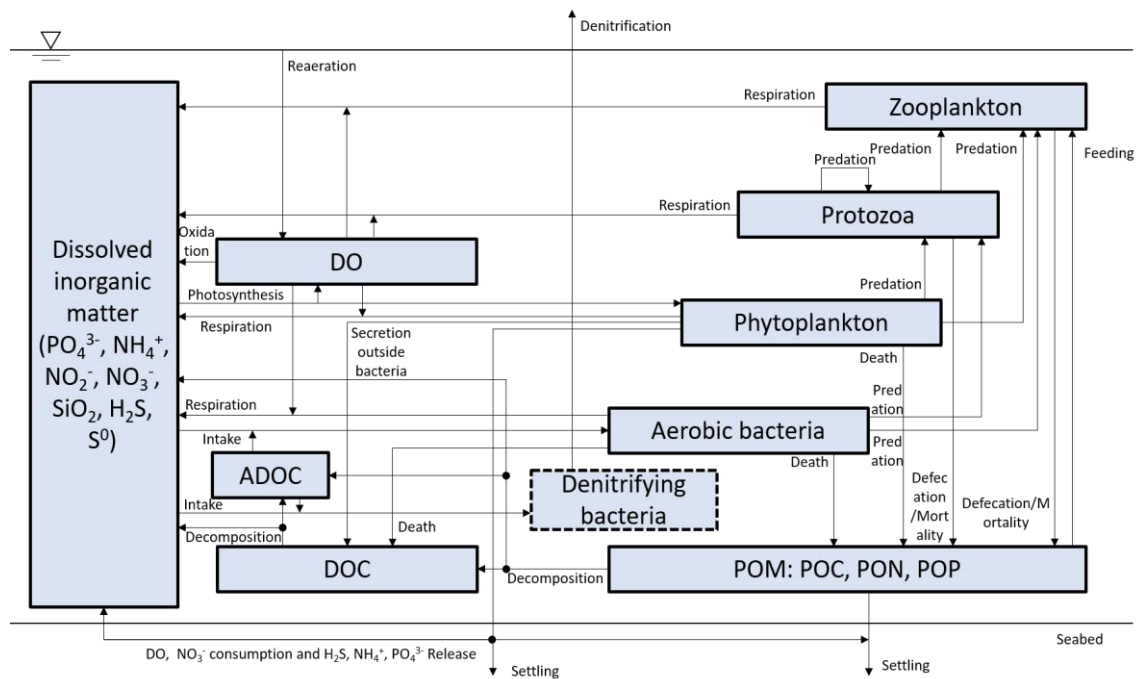 Denitrification
Reaeration
Respiration
Zooplankton
Predation
Predation
Predation
Feeding
Dissolved
inorganic
matter
(PO₄³⁻, NH₄⁺,
NO₂⁻, NO₃⁻,
SiO₂, H₂S,
S⁰)
Respiration
Protozoa
Oxida
tion
DO
Photosynthesis
Predation
Respiration
Phytoplankton
Secretion
outside
bacteria
Death
Respiration
Pred
ation
Aerobic bacteria
Intake
Pred
ation
Death
ADOC
Denitrifying
bacteria
Defec
ation
/Mort
ality
Defecation/M
ortality
Intake
Death
Decomposition
DOC
Decomposition
POM: POC, PON, POP
Seabed
DO, NO₃⁻ consumption and H₂S, NH₄⁺, PO₄³⁻ Release
Settling
Settling